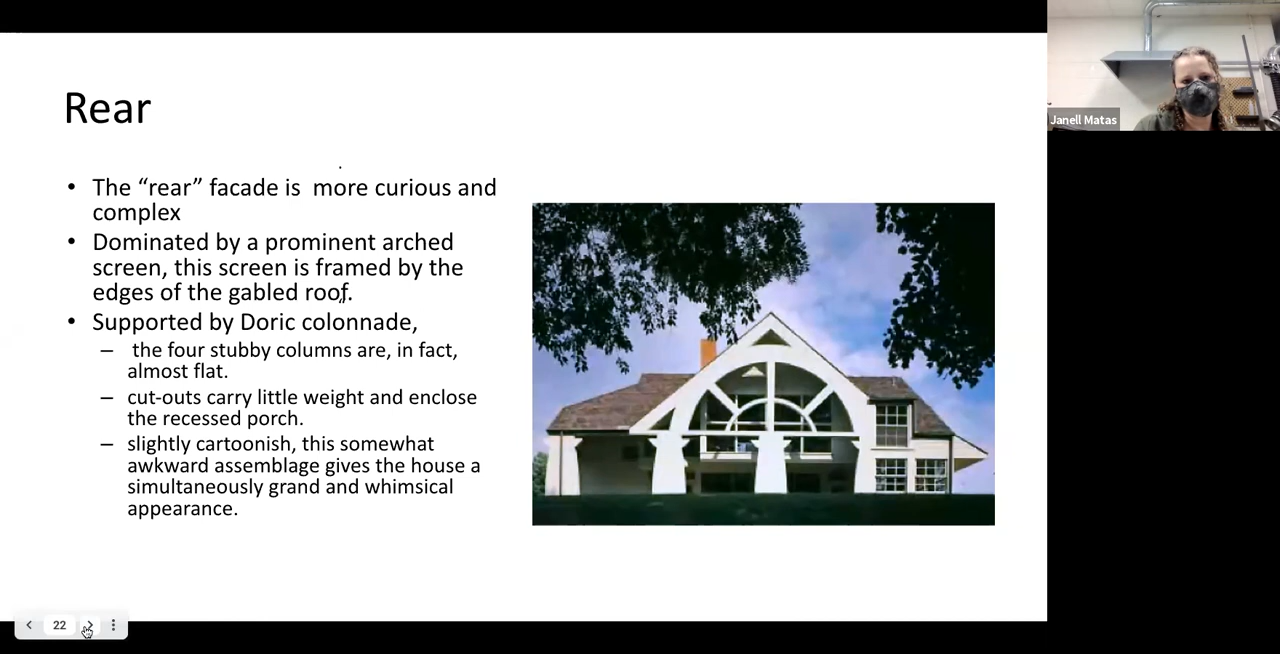 Rear
• The “rear” facade is  more curious and
complex
• Dominated by a prominent arched
screen, this screen is framed by the
edges of the gabled roof.
• Supported by Doric colonnade,
–  the four stubby columns are, in fact,
almost flat.
– cut-outs carry little weight and enclose
the recessed porch.
– slightly cartoonish, this somewhat
awkward assemblage gives the house a
simultaneously grand and whimsical
appearance.
22
Janell Matas